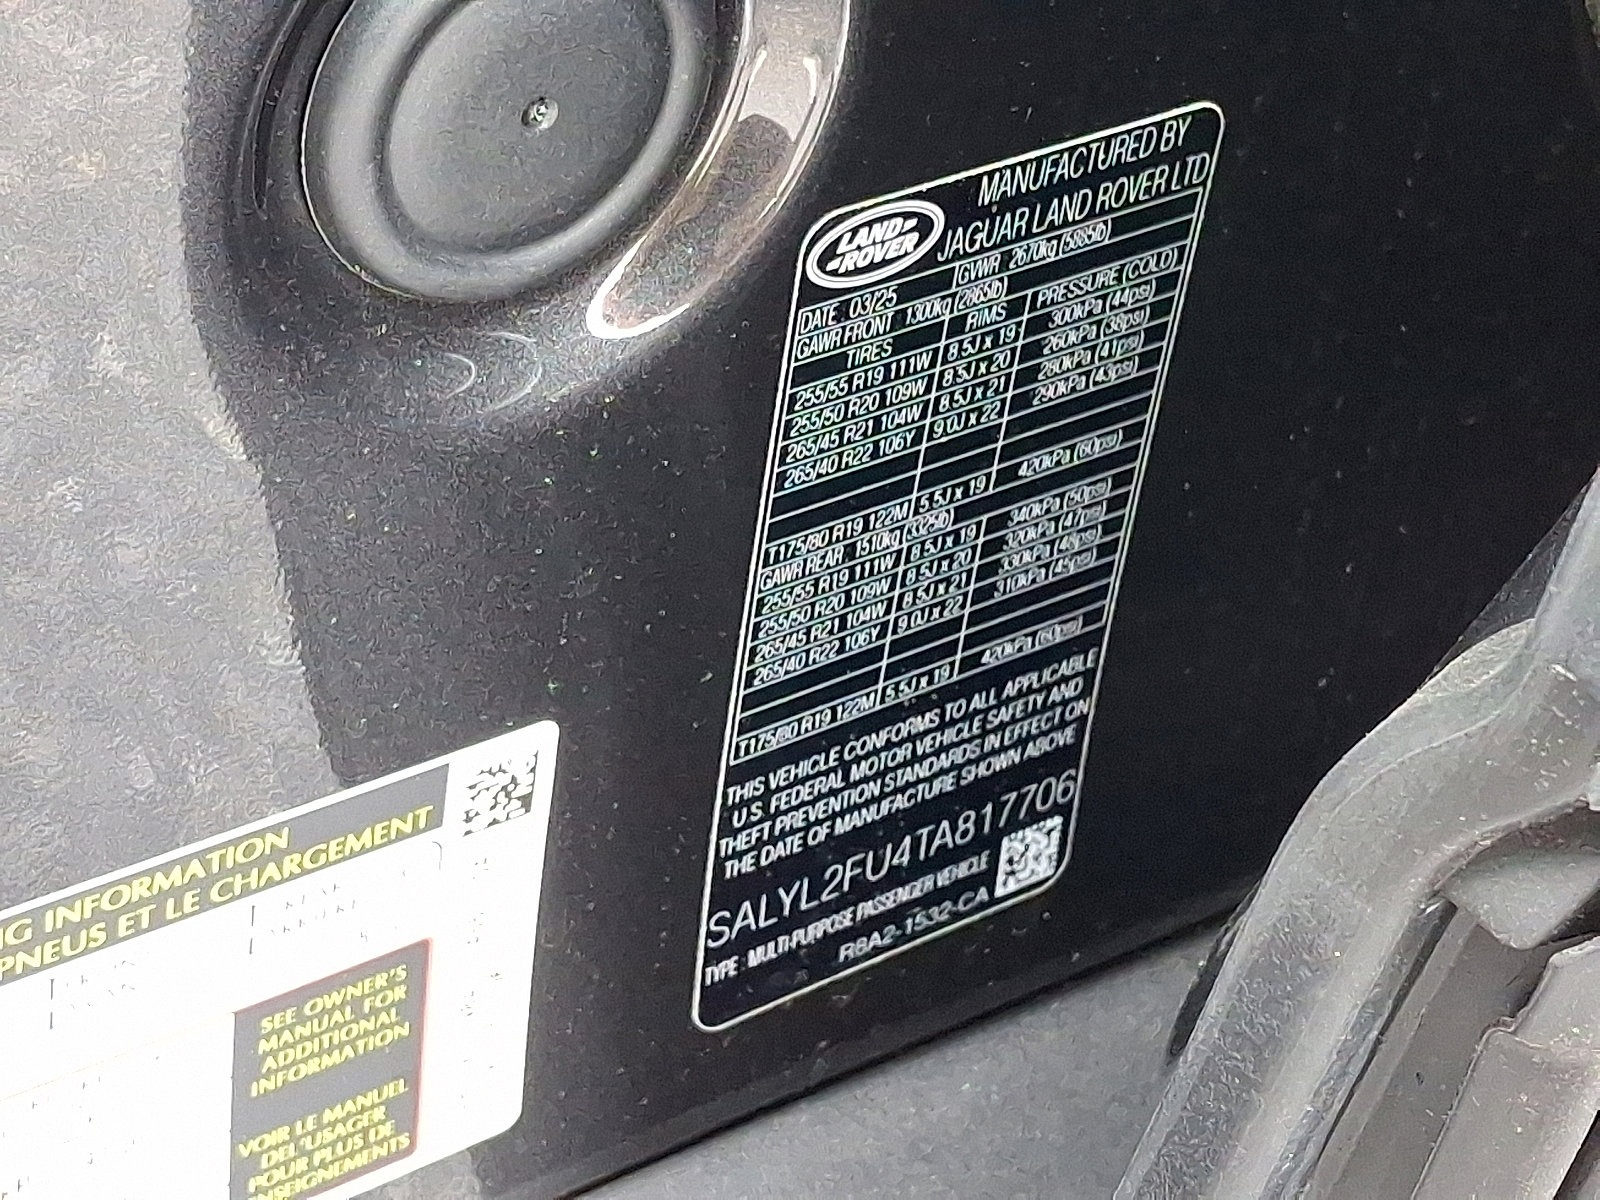 LAND-
-ROVER
MANUFACTURED BY
JAGUAR LAND ROVER LTD
DATE : 03/25 GVWR 2670kg (5885lb)
GAWR FRONT : 1300kg (2865lb)
TIRES RIMS PRESSURE (COLD)
255/55 R19 111W 8.5J x 19 300kPa (44psi)
255/50 R20 109W 8.5J x 20 260kPa (38psi)
265/45 R21 104W 8.5J x 21 280kPa (41psi)
265/40 R22 106Y 9.0J x 22 290kPa (43psi)
T175/80 R19 122M 5.5J x 19 420kPa (60psi)
GAWR REAR : 1510kg (3325lb)
255/55 R19 111W 8.5J x 19 340kPa (50psi)
255/50 R20 109W 8.5J x 20 320kPa (47psi)
265/45 R21 104W 8.5J x 21 330kPa (48psi)
265/40 R22 106Y 9.0J x 22 310kPa (45psi)
T175/80 R19 122M 5.5J x 19 420kPa (60psi)
THIS VEHICLE CONFORMS TO ALL APPLICABLE
U.S. FEDERAL MOTOR VEHICLE SAFETY AND
THEFT PREVENTION STANDARDS IN EFFECT ON
THE DATE OF MANUFACTURE SHOWN ABOVE
SALYL2FU4TA817706
TYPE : MULTI-PURPOSE PASSENGER VEHICLE
R8A2-1532-CA
NG INFORMATION
PNEUS ET LE CHARGEMENT
SEE OWNER'S
MANUAL FOR
ADDITIONAL
INFORMATION
VOIR LE MANUEL
DEL'USAGER
POUR PLUS DE
ENSEIGNEMENTS